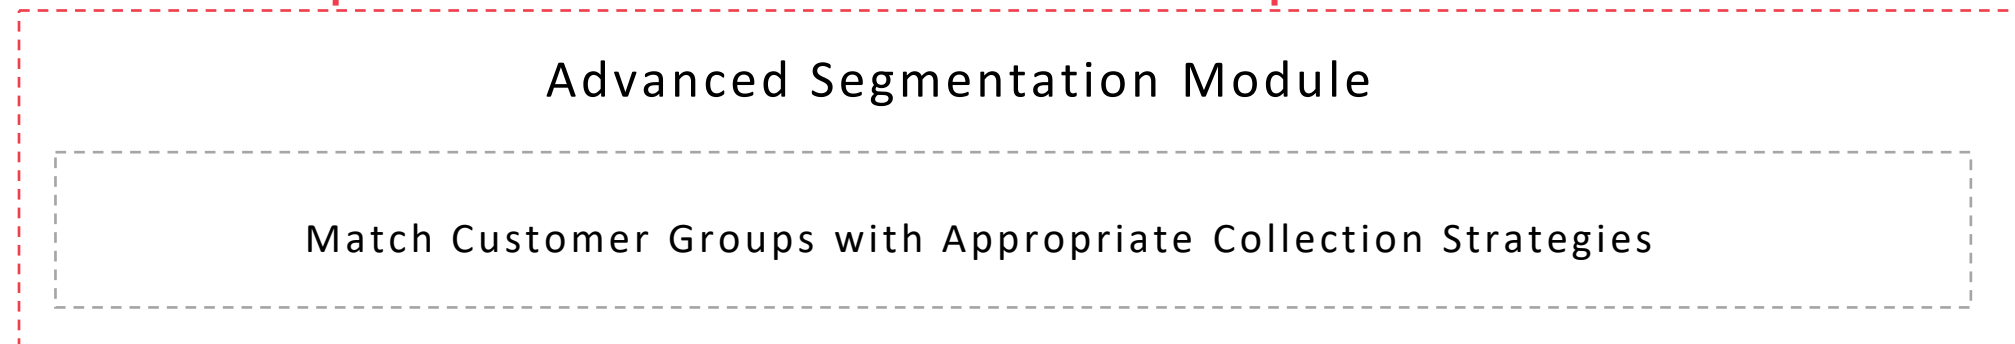 Advanced Segmentation Module
Match Customer Groups with Appropriate Collection Strategies